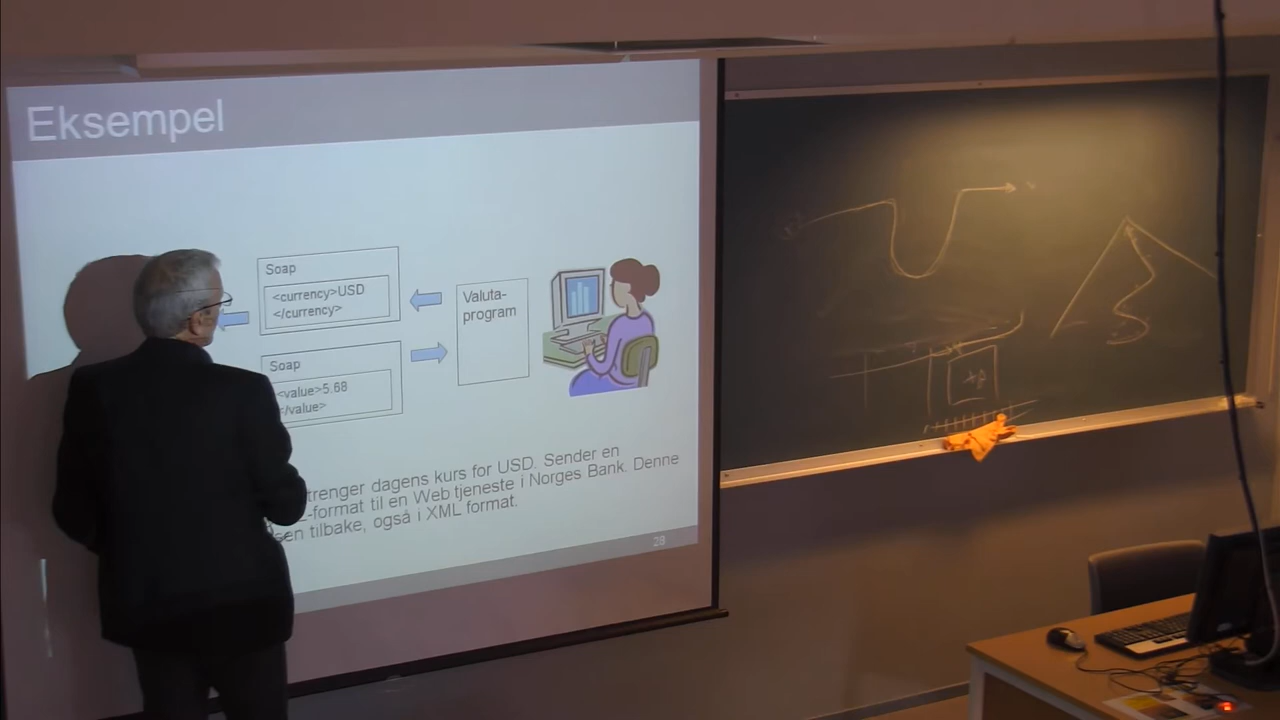 Eksempel
Soap
<currency>USD
</currency>
Valuta-
program
Soap
<value>5.68
</value>
trenger dagens kurs for USD. Sender en
-format til en Web tjeneste i Norges Bank. Denne
sen tilbake, også i XML format.
28